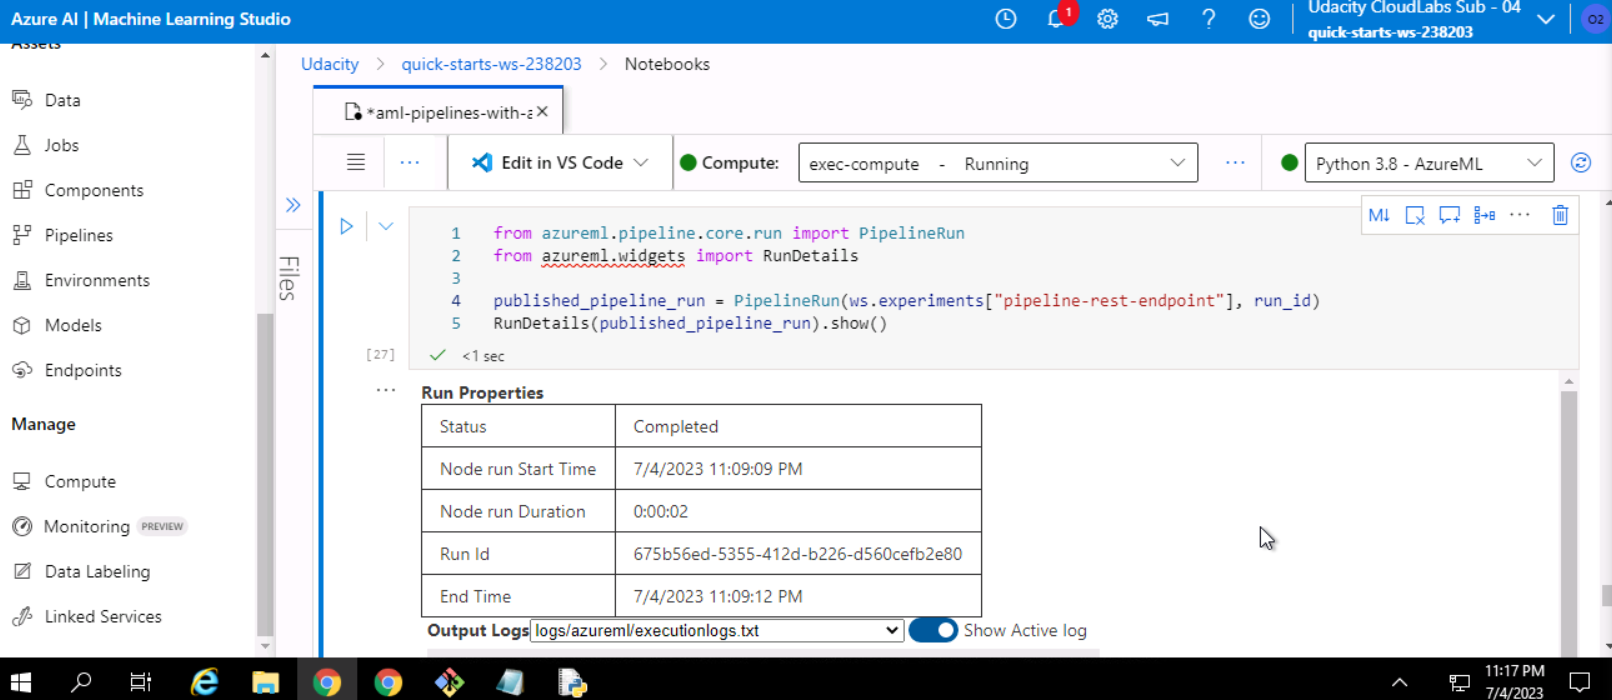 Azure AI | Machine Learning Studio
1
Udacity CloudLabs Sub - 04
quick-starts-ws-238203
O2
Assets
Data
Jobs
Components
Pipelines
Environments
Models
Endpoints
Manage
Compute
Monitoring PREVIEW
Data Labeling
Linked Services
Udacity > quick-starts-ws-238203 > Notebooks
*aml-pipelines-with-a
Edit in VS Code
Compute:
exec-compute - Running
Python 3.8 - AzureML
Files
M↓
1 from azureml.pipeline.core.run import PipelineRun
2 from azureml.widgets import RunDetails
3
4 published_pipeline_run = PipelineRun(ws.experiments["pipeline-rest-endpoint"], run_id)
5 RunDetails(published_pipeline_run).show()
[27]
<1 sec
Run Properties
Status Completed
Node run Start Time 7/4/2023 11:09:09 PM
Node run Duration 0:00:02
Run Id 675b56ed-5355-412d-b226-d560cefb2e80
End Time 7/4/2023 11:09:12 PM
Output Logs logs/azureml/executionlogs.txt Show Active log
11:17 PM
7/4/2023